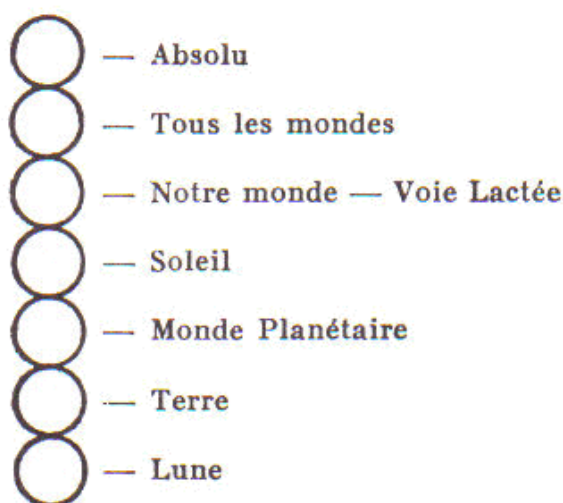 — Absolu
— Tous les mondes
— Notre monde — Voie Lactée
— Soleil
— Monde Planétaire
— Terre
— Lune